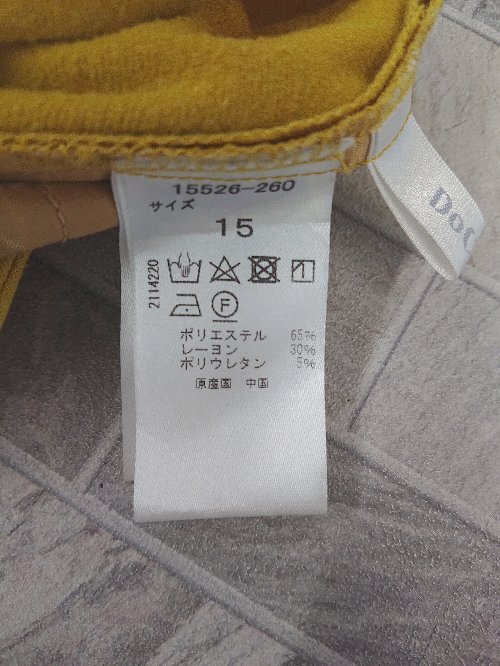 15526-260
サイズ
15
2114220
F
ポリエステル 65%
レーヨン 30%
ポリウレタン 5%
原産国 中国
DoC